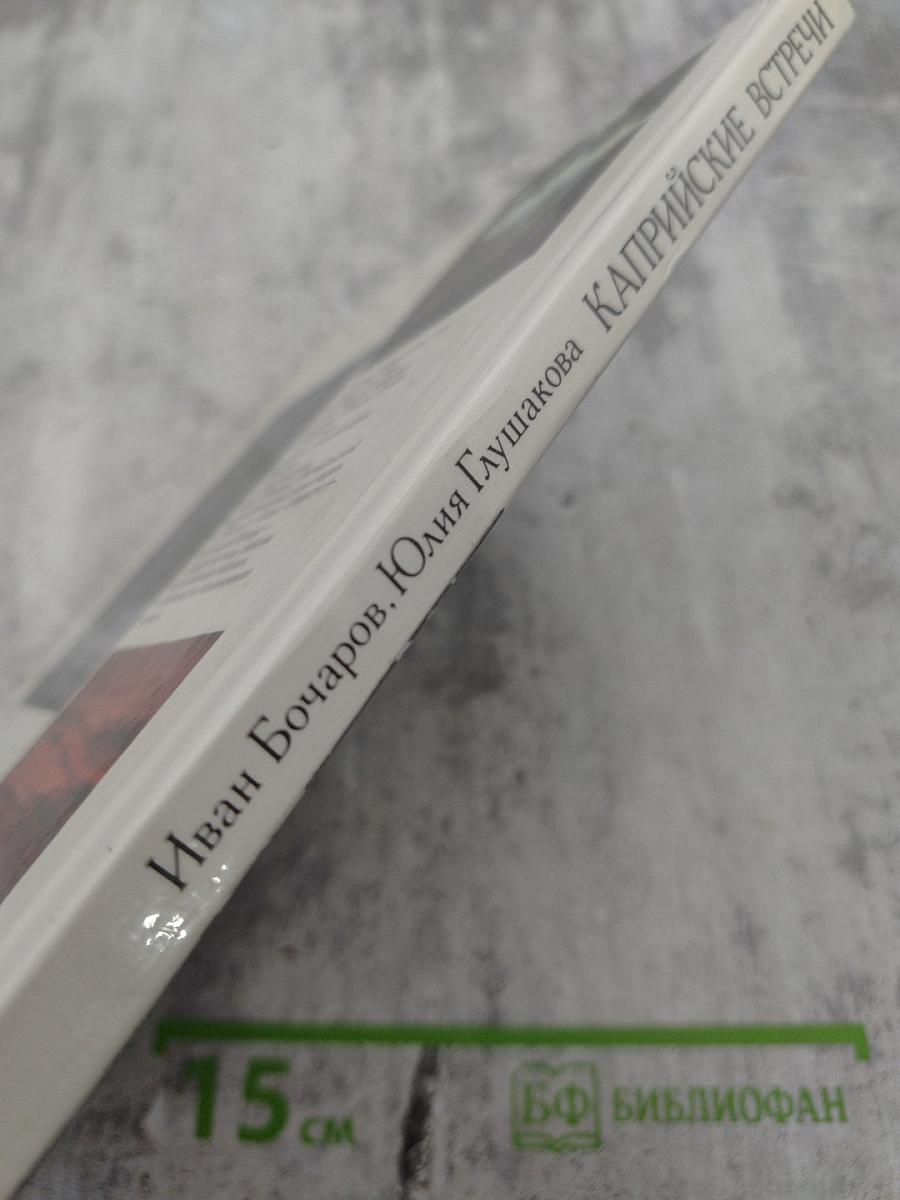 Иван Бочаров, Юлия Глушакова КАПРИЙСКИЕ ВСТРЕЧИ
15 см
БФ БИБЛИОФАН